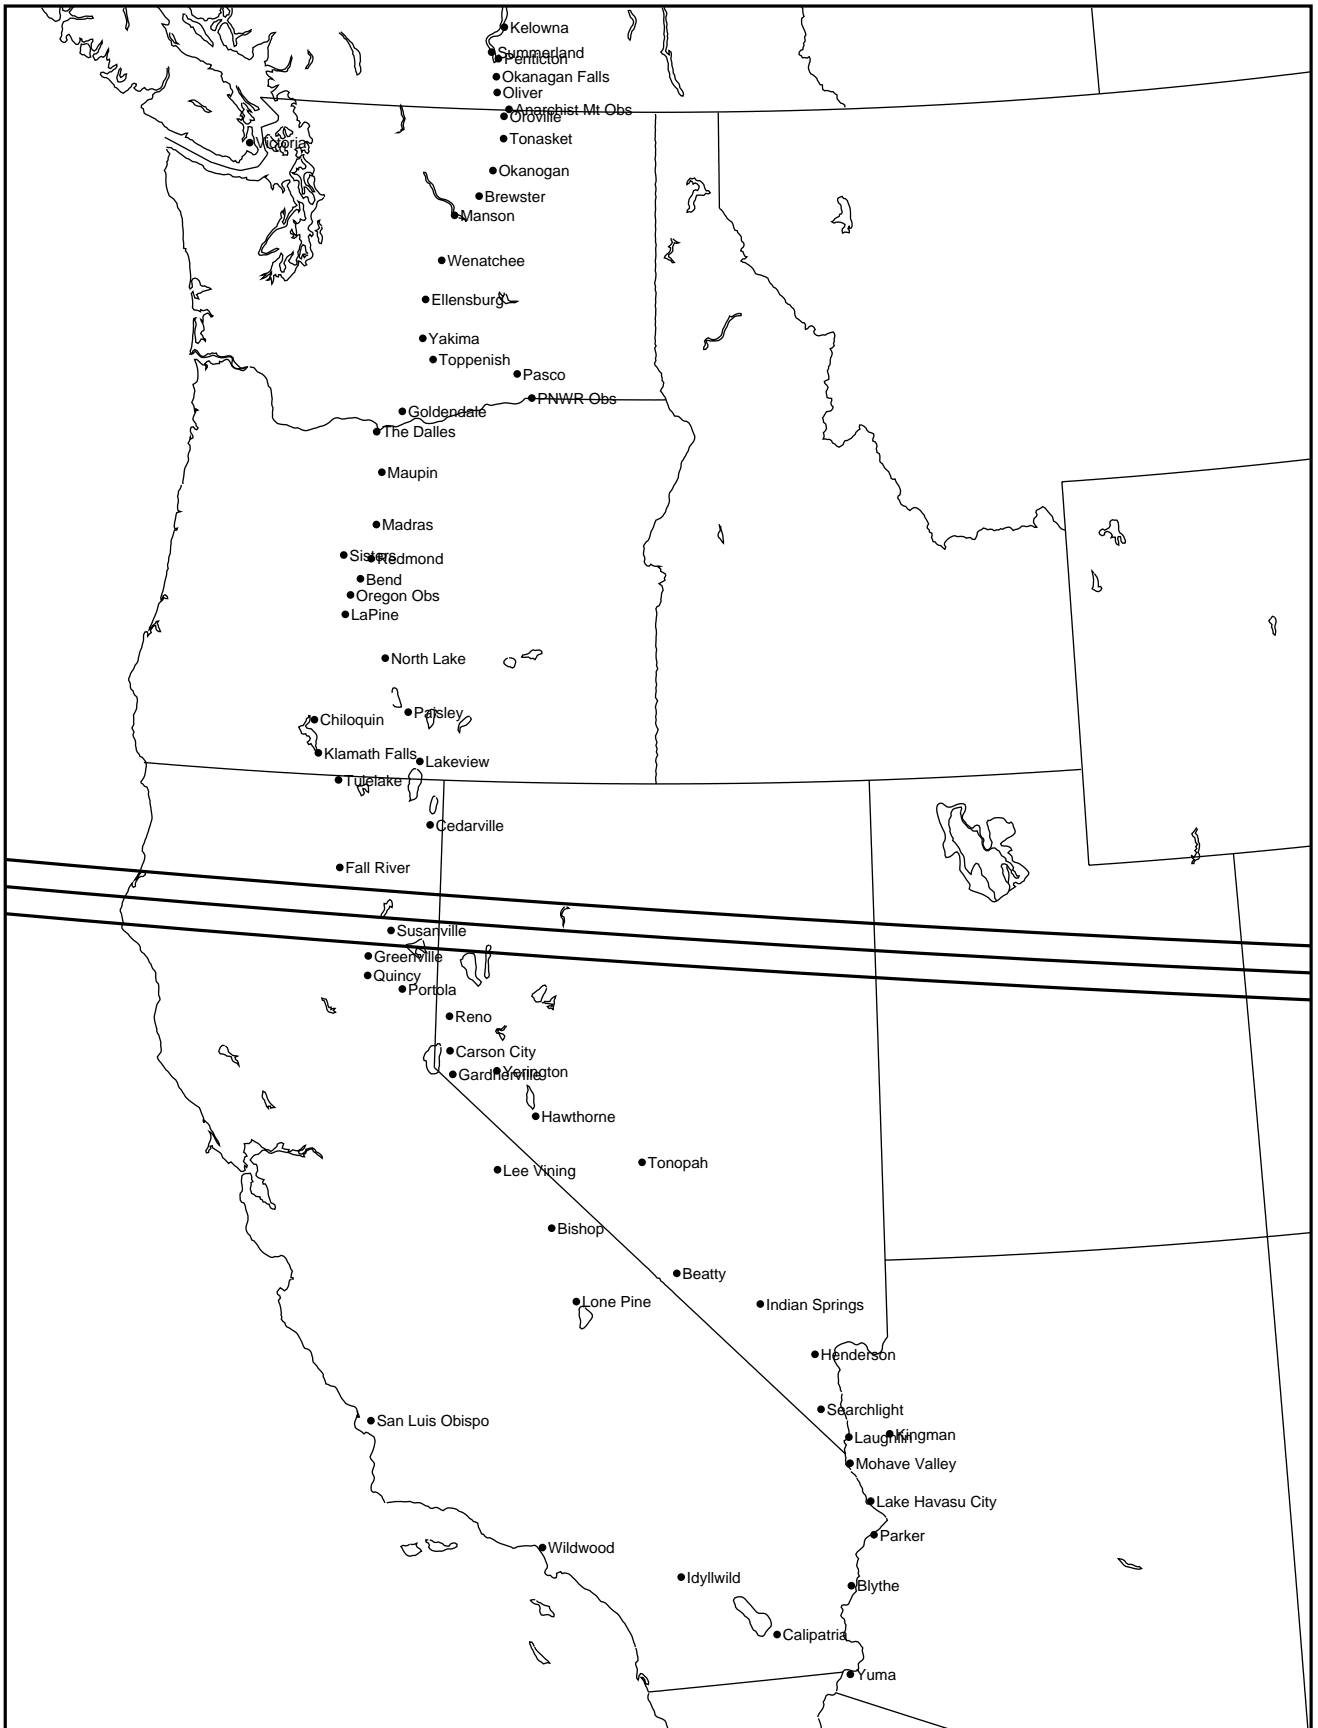 Kelowna
Summerland
Penticton
Okanagan Falls
Oliver
Anarchist Mt Obs
Oroville
Tonasket
Victoria
Okanogan
Brewster
Manson
Wenatchee
Ellensburg
Yakima
Toppenish
Pasco
PNWR Obs
Goldendale
The Dalles
Maupin
Madras
Sisters
Redmond
Bend
Oregon Obs
LaPine
North Lake
Paisley
Chiloquin
Klamath Falls
Lakeview
Tulelake
Cedarville
Fall River
Susanville
Greenville
Quincy
Portola
Reno
Carson City
Yerington
Gardnerville
Hawthorne
Tonopah
Lee Vining
Bishop
Beatty
Lone Pine
Indian Springs
Henderson
Searchlight
San Luis Obispo
Kingman
Laughlin
Mohave Valley
Lake Havasu City
Parker
Wildwood
Idyllwild
Blythe
Calipatria
Yuma